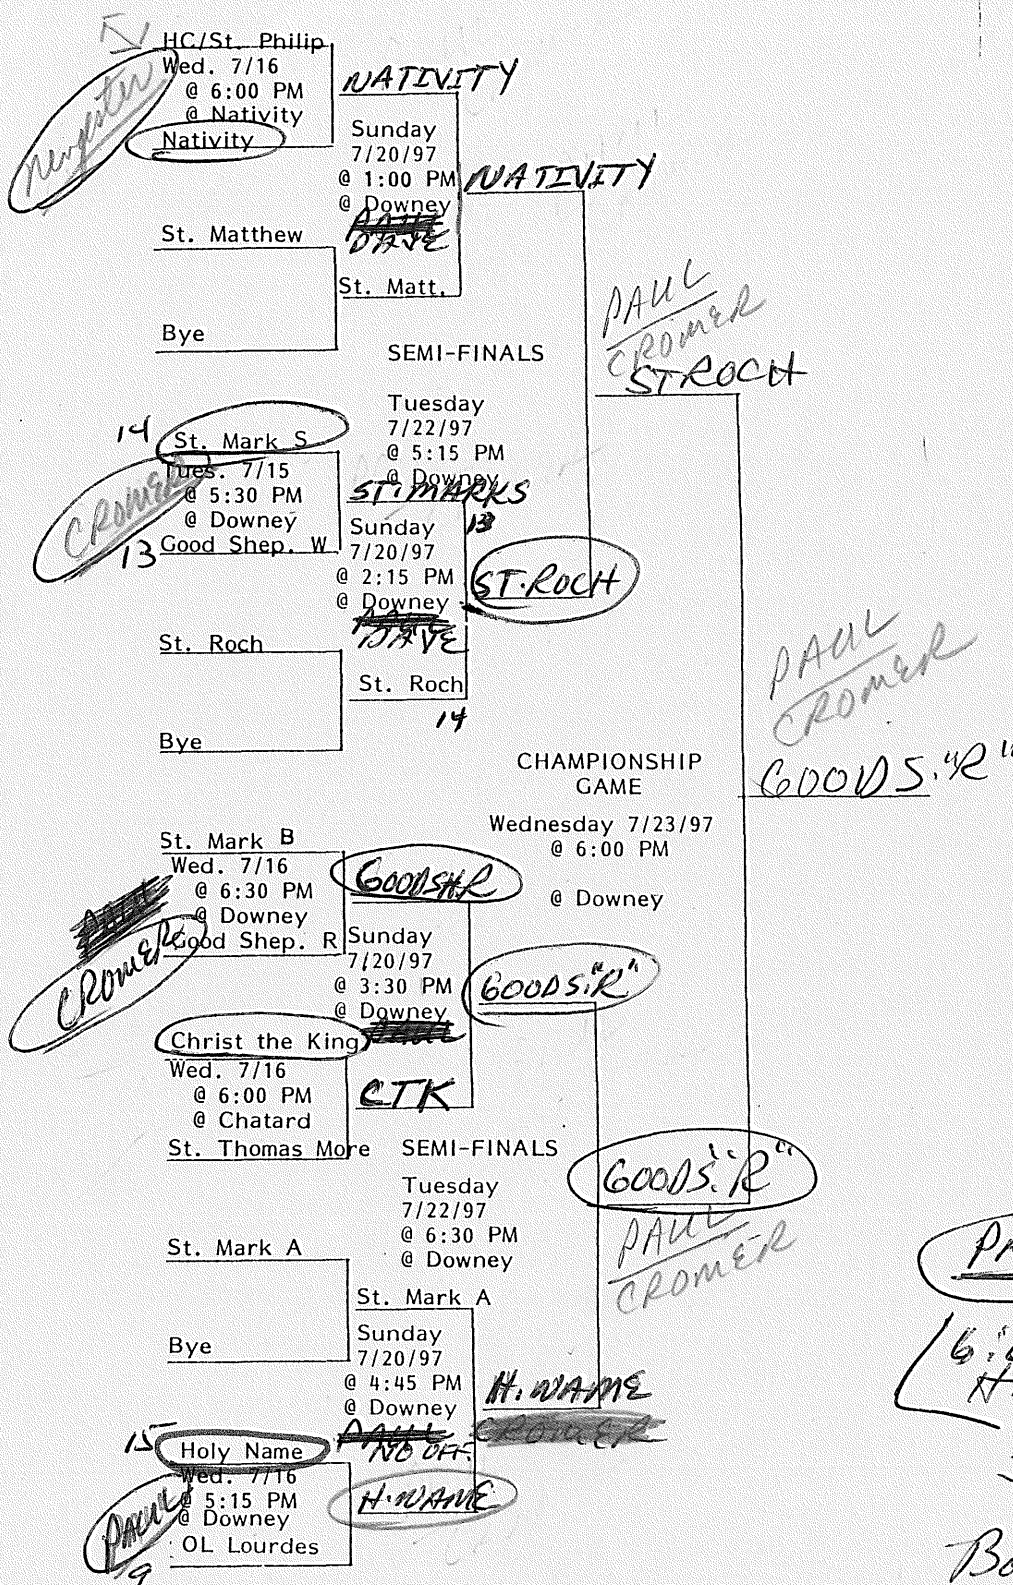 HC/St. Philip
Wed. 7/16
@ 6:00 PM
@ Nativity
Nativity
NATIVITY
Sunday
7/20/97
@ 1:00 PM
@ Downey
DAVE
NATIVITY
St. Matthew
St. Matt.
Bye
SEMI-FINALS
Tuesday
7/22/97
@ 5:15 PM
@ Downey
PAUL
CROMER
ST ROCH
14
St. Mark S
Tues. 7/15
@ 5:30 PM
@ Downey
Good Shep. W
CROMER
13
ST. MARKS
13
Sunday
7/20/97
@ 2:15 PM
@ Downey
DAVE
ST. ROCH
St. Roch
St. Roch
14
Bye
CHAMPIONSHIP
GAME
Wednesday 7/23/97
@ 6:00 PM
@ Downey
PAUL
CROMER
GOOD S. "R"
St. Mark B
Wed. 7/16
@ 6:30 PM
@ Downey
Good Shep. R
CROMER
GOODSH.R
Sunday
7/20/97
@ 3:30 PM
@ Downey
PAUL
GOOD S. "R"
Christ the King
Wed. 7/16
@ 6:00 PM
@ Chatard
St. Thomas More
CTK
SEMI-FINALS
Tuesday
7/22/97
@ 6:30 PM
@ Downey
GOOD S. "R"
PAUL
CROMER
St. Mark A
St. Mark A
Bye
Sunday
7/20/97
@ 4:45 PM
@ Downey
PAUL
NO OFF.
H. NAME
CROMER
15
Holy Name
Wed. 7/16
@ 5:15 PM
@ Downey
OL Lourdes
PAUL
9
H. NAME